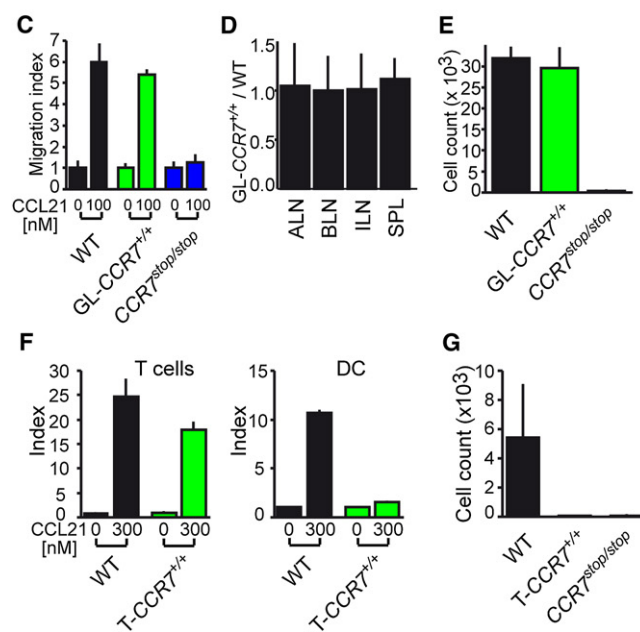 C
Migration index
7
6
5
4
3
2
1
0
CCL21 0 100 0 100 0 100
[nM]
WT
GL-CCR7+/+
CCR7stop/stop
D
GL-CCR7+/+ / WT
1.5
1.0
0.5
0.0
ALN
BLN
ILN
SPL
E
Cell count (x 10³)
30
20
10
0
WT
GL-CCR7+/+
CCR7stop/stop
F
T cells
Index
30
25
20
15
10
5
0
CCL21 0 300 0 300
[nM]
WT
T-CCR7+/+
DC
Index
15
10
5
0
0 300 0 300
WT
T-CCR7+/+
G
Cell count (x10³)
10
8
6
4
2
0
WT
T-CCR7+/+
CCR7stop/stop